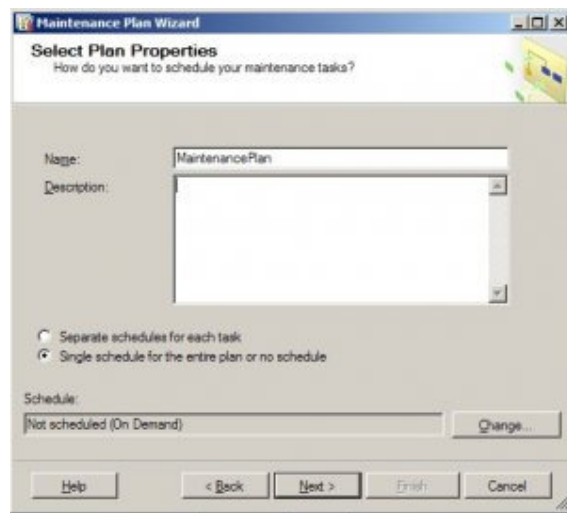 Maintenance Plan Wizard
Select Plan Properties
How do you want to schedule your maintenance tasks?
Name:
MaintenancePlan
Description:
Separate schedules for each task
Single schedule for the entire plan or no schedule
Schedule:
Not scheduled (On Demand)
Change...
Help
< Back
Next >
Finish
Cancel